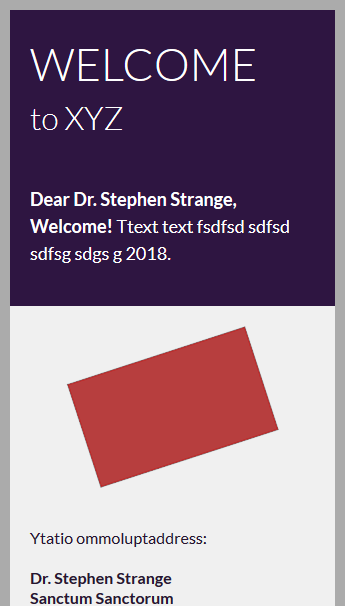 WELCOME
to XYZ
Dear Dr. Stephen Strange,
Welcome! Ttext text fsdfsd sdfsd
sdfsg sdgs g 2018.
Ytatio ommoluptaddress:
Dr. Stephen Strange
Sanctum Sanctorum